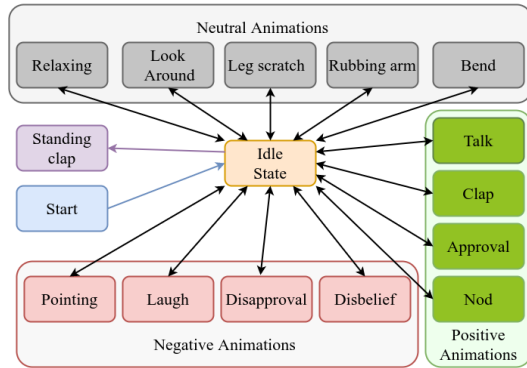 Neutral Animations
Relaxing
Look
Around
Leg scratch
Rubbing arm
Bend
Standing
clap
Idle
State
Talk
Start
Clap
Approval
Pointing
Laugh
Disapproval
Disbelief
Nod
Negative Animations
Positive
Animations